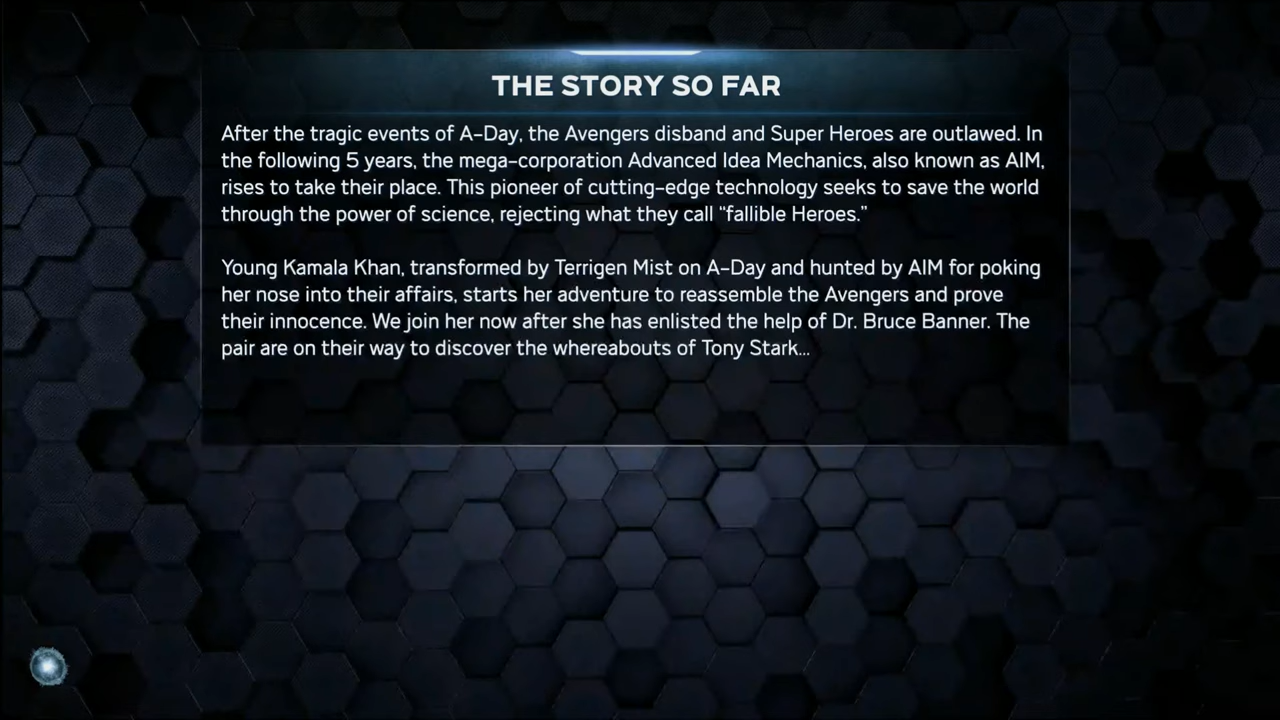 THE STORY SO FAR
After the tragic events of A-Day, the Avengers disband and Super Heroes are outlawed. In
the following 5 years, the mega-corporation Advanced Idea Mechanics, also known as AIM,
rises to take their place. This pioneer of cutting-edge technology seeks to save the world
through the power of science, rejecting what they call “fallible Heroes.”
Young Kamala Khan, transformed by Terrigen Mist on A-Day and hunted by AIM for poking
her nose into their affairs, starts her adventure to reassemble the Avengers and prove
their innocence. We join her now after she has enlisted the help of Dr. Bruce Banner. The
pair are on their way to discover the whereabouts of Tony Stark...